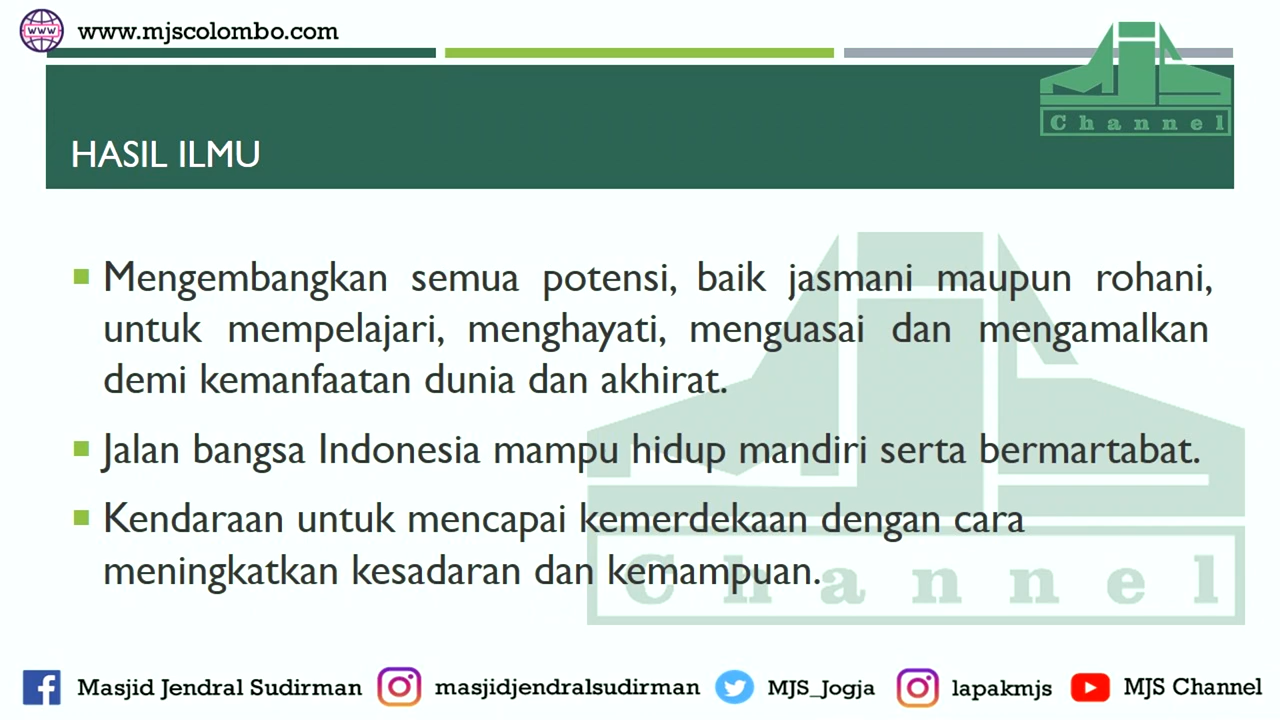 www.mjscolombo.com
MJS
Channel
HASIL ILMU
Mengembangkan semua potensi, baik jasmani maupun rohani,
untuk mempelajari, menghayati, menguasai dan mengamalkan
demi kemanfaatan dunia dan akhirat.
Jalan bangsa Indonesia mampu hidup mandiri serta bermartabat.
Kendaraan untuk mencapai kemerdekaan dengan cara
meningkatkan kesadaran dan kemampuan.
Channel
Masjid Jendral Sudirman masjidjendralsudirman MJS_Jogja lapakmjs MJS Channel